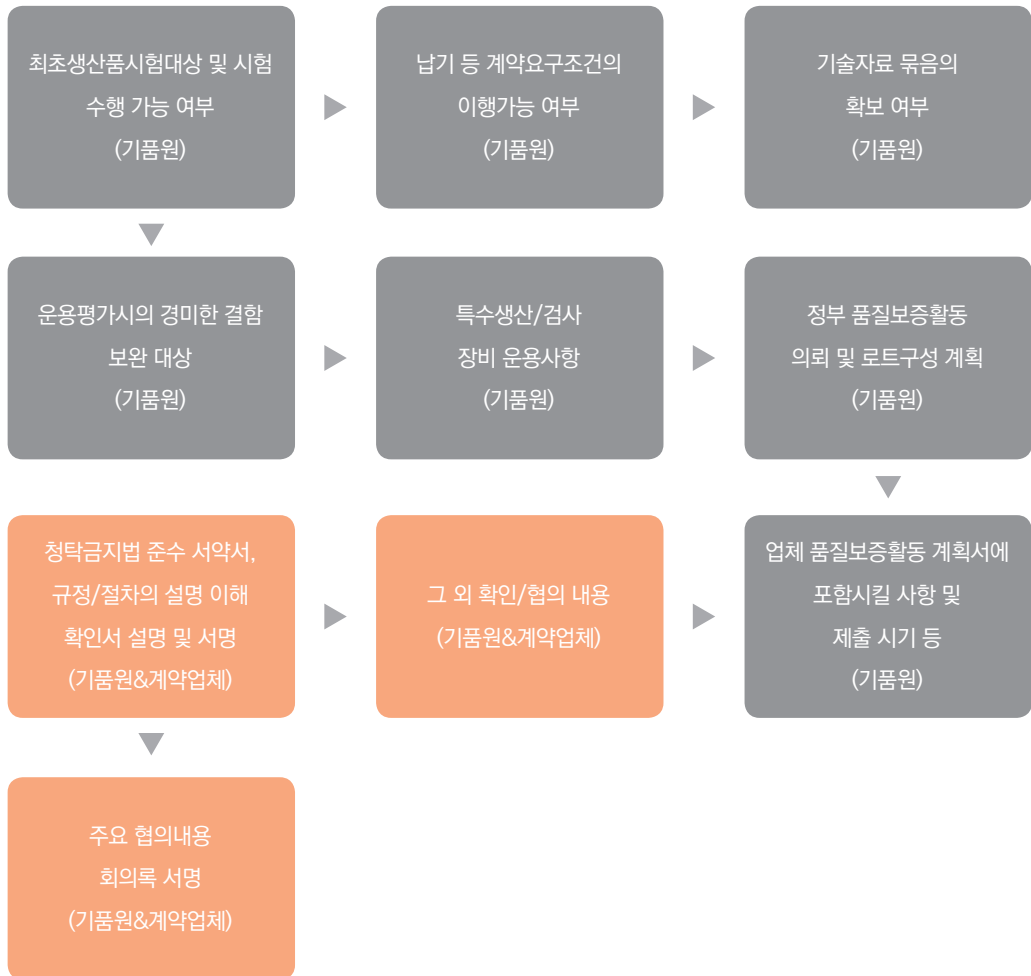 최초생산품시험대상 및 시험
수행 가능 여부
(기품원)
납기 등 계약요구조건의
이행가능 여부
(기품원)
기술자료 묶음의
확보 여부
(기품원)
운용평가시의 경미한 결함
보완 대상
(기품원)
특수생산/검사
장비 운용사항
(기품원)
정부 품질보증활동
의뢰 및 로트구성 계획
(기품원)
청탁금지법 준수 서약서,
규정/절차의 설명 이해
확인서 설명 및 서명
(기품원&계약업체)
그 외 확인/협의 내용
(기품원&계약업체)
업체 품질보증활동 계획서에
포함시킬 사항 및
제출 시기 등
(기품원)
주요 협의내용
회의록 서명
(기품원&계약업체)